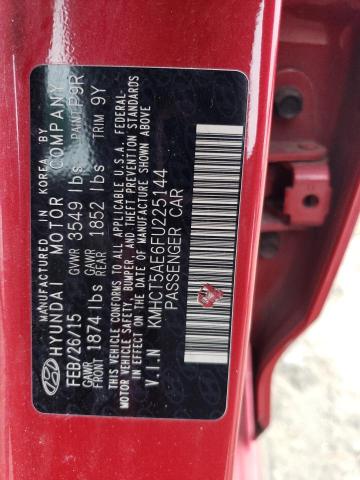 MANUFACTURED IN KOREA BY
HYUNDAI MOTOR COMPANY
FEB/26/15 GVWR 3549 lbs PAINT P9R
GAWR FRONT 1874 lbs GAWR REAR 1852 lbs TRIM 9Y
THIS VEHICLE CONFORMS TO ALL APPLICABLE U.S.A. FEDERAL
MOTOR VEHICLE SAFETY, BUMPER, AND THEFT PREVENTION STANDARDS
IN EFFECT ON THE DATE OF MANUFACTURE SHOWN ABOVE
V.I.N KMHCT5AE6FU225144
PASSENGER CAR